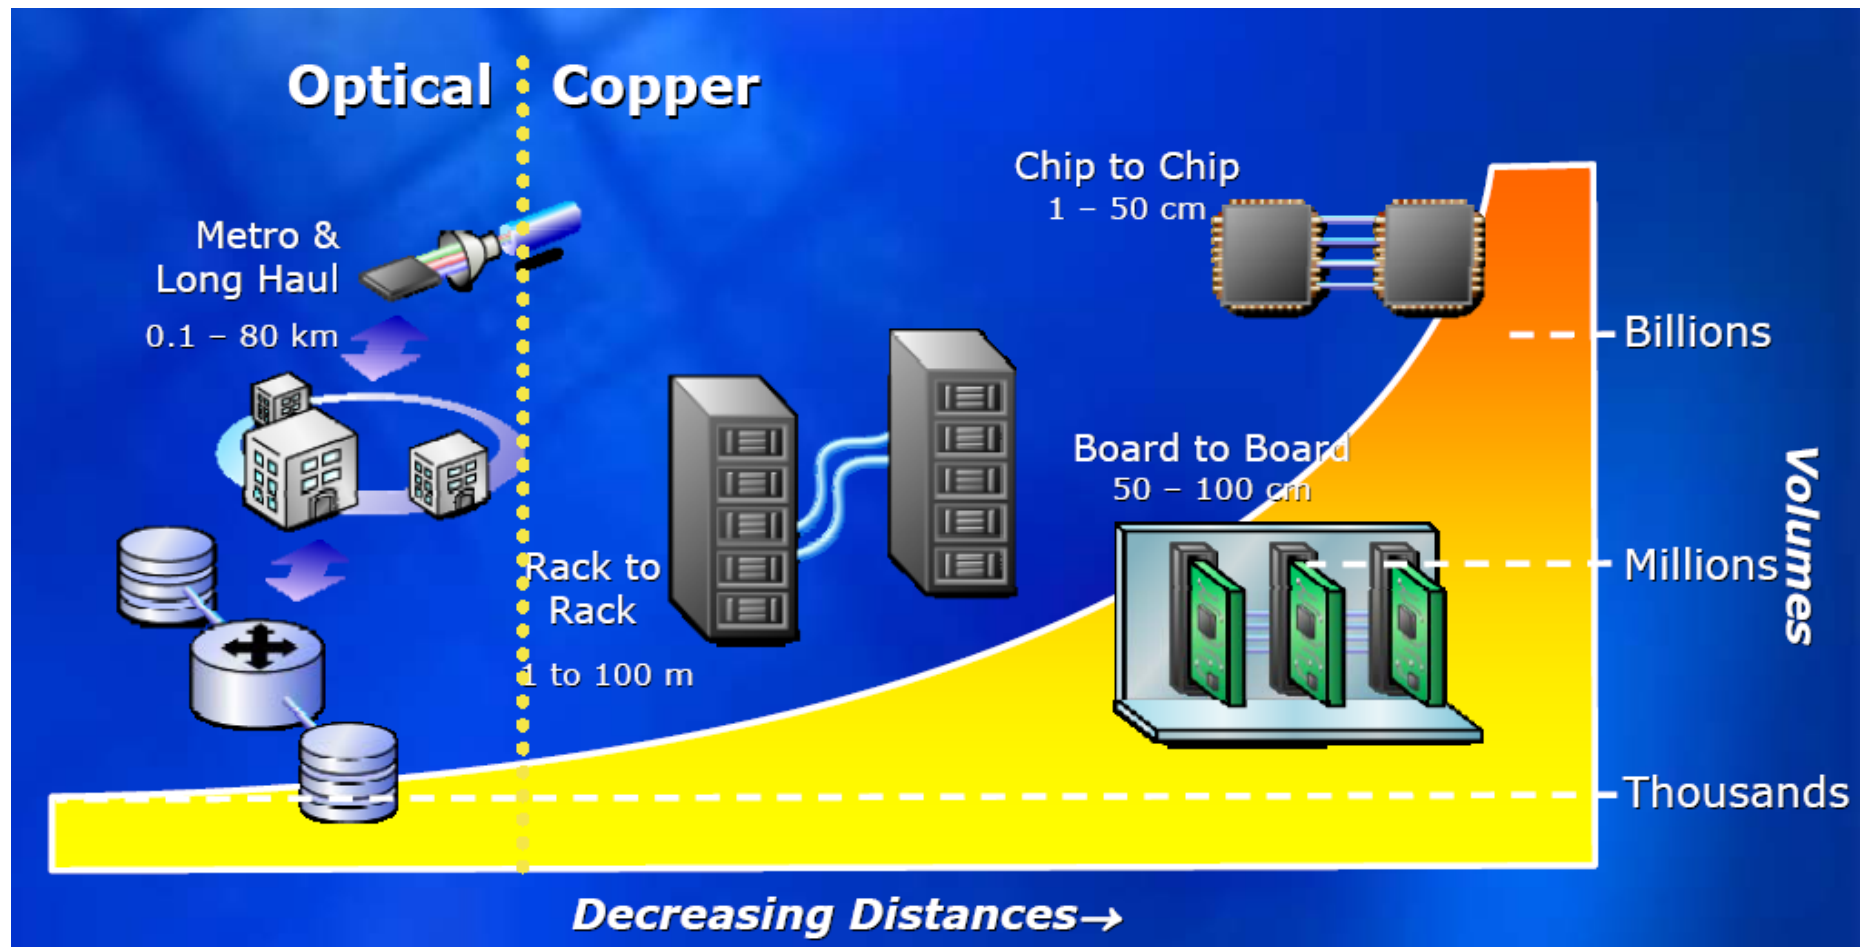 Optical
Copper
Metro &
Long Haul
0.1 – 80 km
Rack to
Rack
1 to 100 m
Chip to Chip
1 – 50 cm
Board to Board
50 – 100 cm
Billions
Millions
Thousands
Volumes
Decreasing Distances→